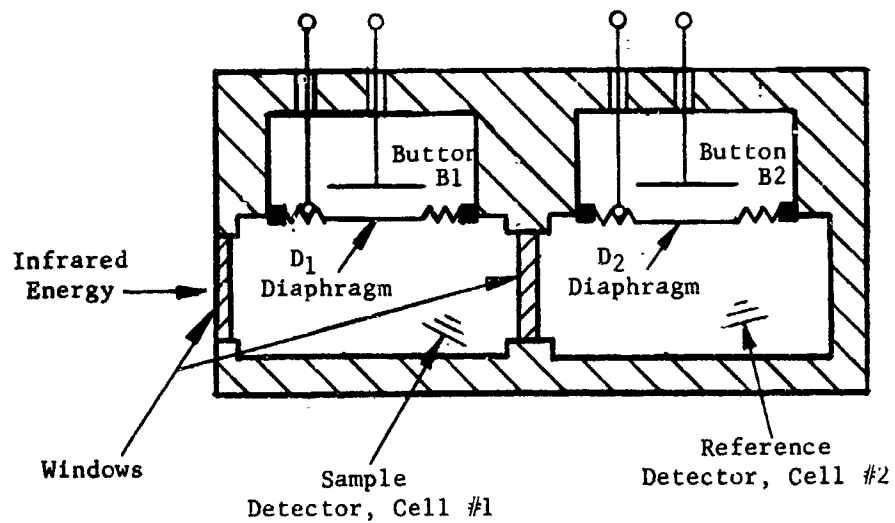 Button
B1
Button
B2
D1
Diaphragm
D2
Diaphragm
Infrared
Energy
Windows
Sample
Detector, Cell #1
Reference
Detector, Cell #2